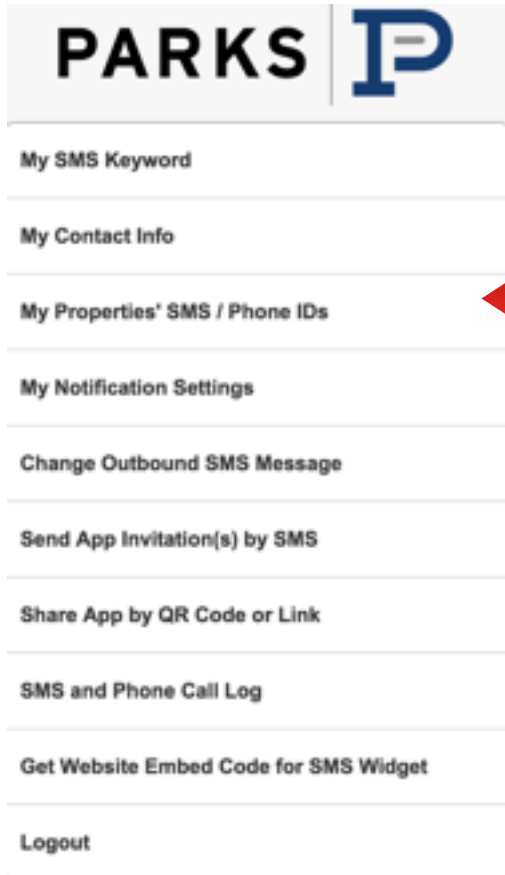 PARKS P
My SMS Keyword
My Contact Info
My Properties' SMS / Phone IDs
My Notification Settings
Change Outbound SMS Message
Send App Invitation(s) by SMS
Share App by QR Code or Link
SMS and Phone Call Log
Get Website Embed Code for SMS Widget
Logout